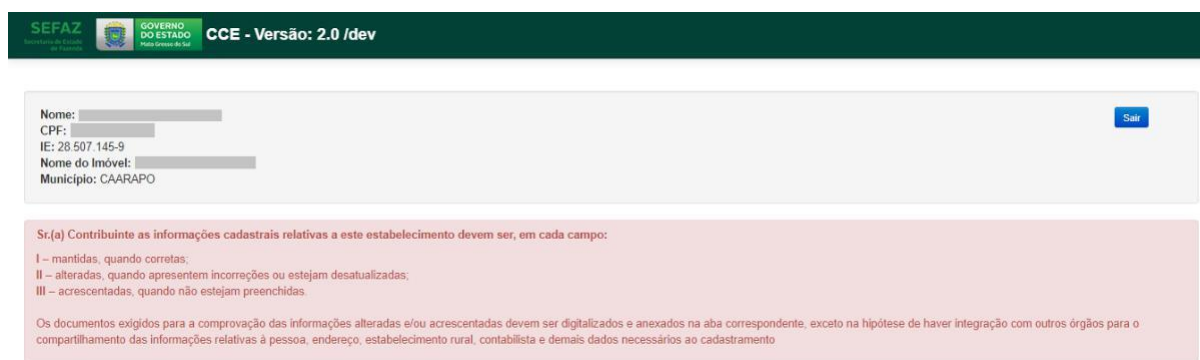 SEFAZ
Secretaria de Estado
de Fazenda
GOVERNO
DO ESTADO
Mato Grosso do Sul
CCE - Versão: 2.0 /dev
Nome:
Sair
CPF:
IE: 28.507.145-9
Nome do Imóvel:
Município: CAARAPO
Sr.(a) Contribuinte as informações cadastrais relativas a este estabelecimento devem ser, em cada campo:
I – mantidas, quando corretas;
II – alteradas, quando apresentem incorreções ou estejam desatualizadas;
III – acrescentadas, quando não estejam preenchidas.
Os documentos exigidos para a comprovação das informações alteradas e/ou acrescentadas devem ser digitalizados e anexados na aba correspondente, exceto na hipótese de haver integração com outros órgãos para o
compartilhamento das informações relativas à pessoa, endereço, estabelecimento rural, contabilista e demais dados necessários ao cadastramento